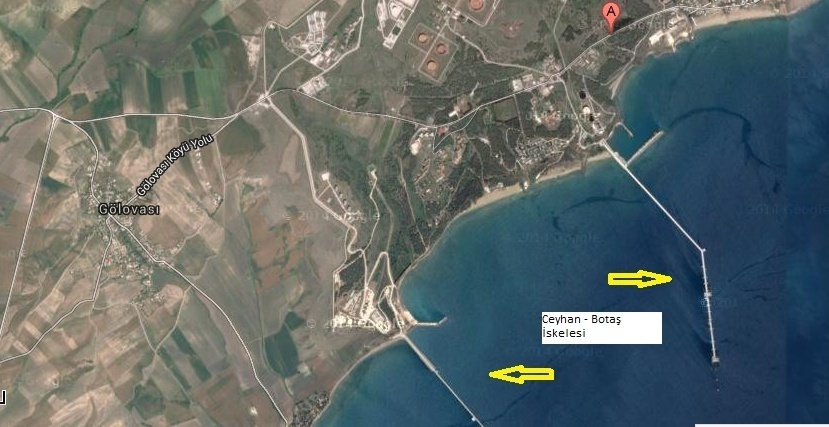 A
Gölovası Köyü Yolu
Gölovası
Ceyhan - Botaş
İskelesi